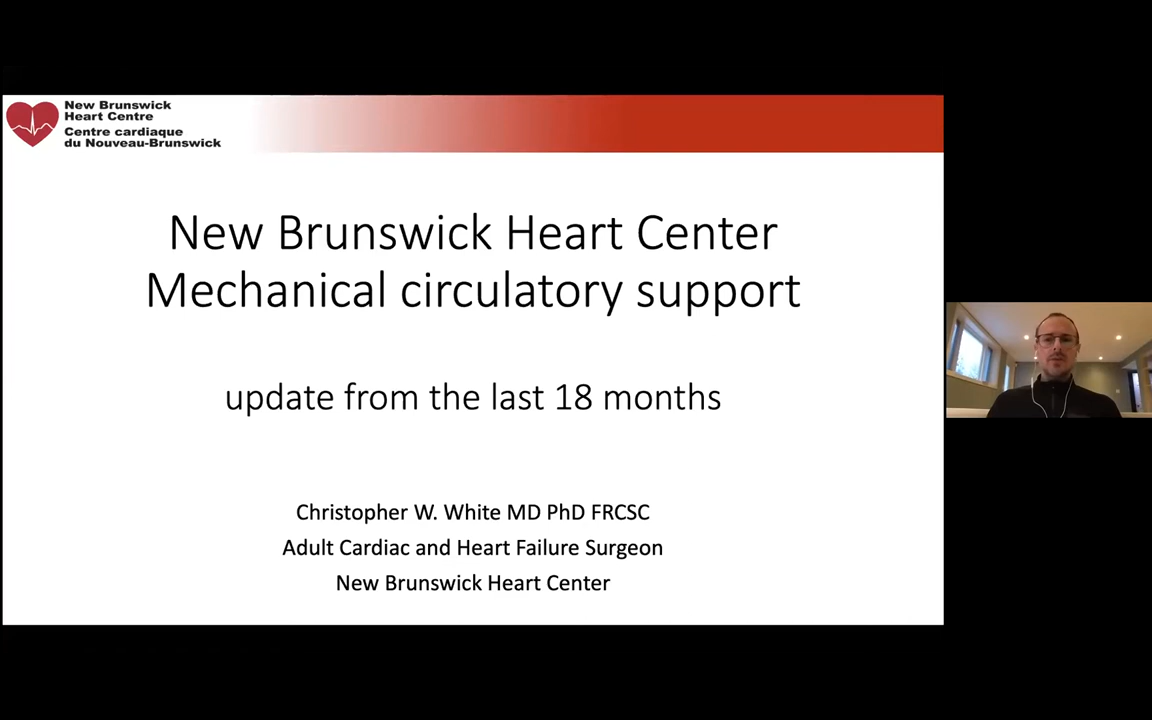 New Brunswick
Heart Centre
Centre cardiaque
du Nouveau-Brunswick
New Brunswick Heart Center
Mechanical circulatory support
update from the last 18 months
Christopher W. White MD PhD FRCSC
Adult Cardiac and Heart Failure Surgeon
New Brunswick Heart Center